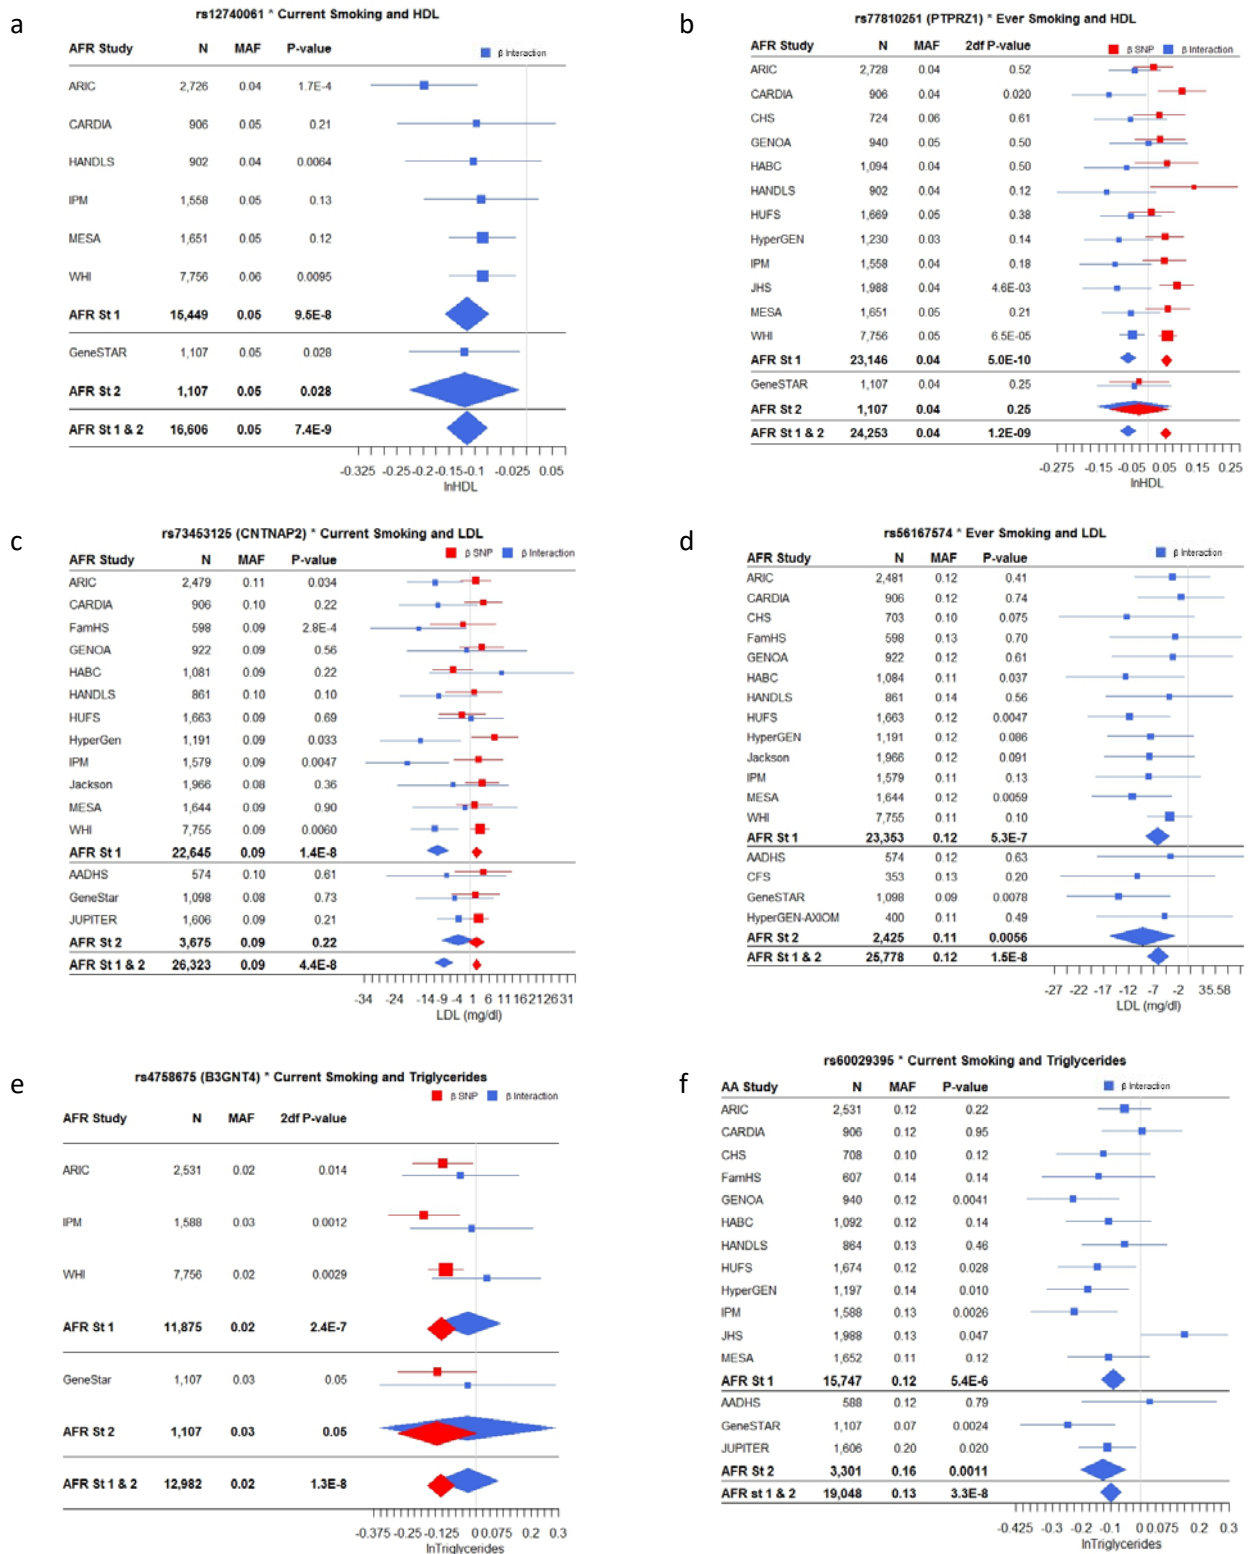 a
rs12740061 * Current Smoking and HDL
AFR Study N MAF P-value β Interaction
ARIC 2,726 0.04 1.7E-4
CARDIA 906 0.05 0.21
HANDLS 902 0.04 0.0064
IPM 1,558 0.05 0.13
MESA 1,651 0.05 0.12
WHI 7,756 0.06 0.0095
AFR St 1 15,449 0.05 9.5E-8
GeneSTAR 1,107 0.05 0.028
AFR St 2 1,107 0.05 0.028
AFR St 1 & 2 16,606 0.05 7.4E-9
-0.325 -0.25 -0.15 -0.1 -0.025 0.05
lnHDL
b
rs77810251 (PTPRZ1) * Ever Smoking and HDL
AFR Study N MAF 2df P-value β SNP β Interaction
ARIC 2,728 0.04 0.52
CARDIA 906 0.04 0.020
CHS 724 0.06 0.61
GENOA 940 0.05 0.50
HABC 1,094 0.04 0.50
HANDLS 902 0.04 0.12
HUFS 1,669 0.05 0.38
HyperGEN 1,230 0.03 0.14
IPM 1,558 0.04 0.18
JHS 1,988 0.04 4.6E-03
MESA 1,651 0.05 0.21
WHI 7,756 0.05 6.5E-05
AFR St 1 23,146 0.04 5.0E-10
GeneSTAR 1,107 0.04 0.25
AFR St 2 1,107 0.04 0.25
AFR St 1 & 2 24,253 0.04 1.2E-09
-0.275 -0.15 -0.05 0.05 0.15 0.25
lnHDL
c
rs73453125 (CNTNAP2) * Current Smoking and LDL
AFR Study N MAF P-value β SNP β Interaction
ARIC 2,479 0.11 0.034
CARDIA 906 0.10 0.22
FamHS 598 0.09 2.8E-4
GENOA 922 0.09 0.56
HABC 1,081 0.09 0.22
HANDLS 861 0.10 0.10
HUFS 1,663 0.09 0.69
HyperGen 1,191 0.09 0.033
IPM 1,579 0.09 0.0047
Jackson 1,966 0.08 0.36
MESA 1,644 0.09 0.90
WHI 7,755 0.09 0.0060
AFR St 1 22,645 0.09 1.4E-8
AADHS 574 0.10 0.61
GeneStar 1,098 0.08 0.73
JUPITER 1,606 0.09 0.21
AFR St 2 3,675 0.09 0.22
AFR St 1 & 2 26,323 0.09 4.4E-8
-34 -24 -14 -9 -4 1 6 11 16 21 26 31
LDL (mg/dl)
d
rs56167574 * Ever Smoking and LDL
AFR Study N MAF P-value β Interaction
ARIC 2,481 0.12 0.41
CARDIA 906 0.12 0.74
CHS 703 0.10 0.075
FamHS 598 0.13 0.70
GENOA 922 0.12 0.61
HABC 1,084 0.11 0.037
HANDLS 861 0.14 0.56
HUFS 1,663 0.12 0.0047
HyperGEN 1,191 0.12 0.086
Jackson 1,966 0.12 0.091
IPM 1,579 0.11 0.13
MESA 1,644 0.12 0.0059
WHI 7,755 0.11 0.10
AFR St 1 23,353 0.12 5.3E-7
AADHS 574 0.12 0.63
CFS 353 0.13 0.20
GeneSTAR 1,098 0.09 0.0078
HyperGEN-AXIOM 400 0.11 0.49
AFR St 2 2,425 0.11 0.0056
AFR St 1 & 2 25,778 0.12 1.5E-8
-27 -22 -17 -12 -7 -2 35.58
LDL (mg/dl)
e
rs4758675 (B3GNT4) * Current Smoking and Triglycerides
β SNP β Interaction
AFR Study N MAF 2df P-value
ARIC 2,531 0.02 0.014
IPM 1,588 0.03 0.0012
WHI 7,756 0.02 0.0029
AFR St 1 11,875 0.02 2.4E-7
GeneStar 1,107 0.03 0.05
AFR St 2 1,107 0.03 0.05
AFR St 1 & 2 12,982 0.02 1.3E-8
-0.375 -0.25 -0.125 0 0.075 0.2 0.3
lnTriglycerides
f
rs60029395 * Current Smoking and Triglycerides
AA Study N MAF P-value β Interaction
ARIC 2,531 0.12 0.22
CARDIA 906 0.12 0.95
CHS 708 0.10 0.12
FamHS 607 0.14 0.14
GENOA 940 0.12 0.0041
HABC 1,092 0.12 0.14
HANDLS 864 0.13 0.46
HUFS 1,674 0.12 0.028
HyperGEN 1,197 0.14 0.010
IPM 1,588 0.13 0.0026
JHS 1,988 0.13 0.047
MESA 1,652 0.11 0.12
AFR St 1 15,747 0.12 5.4E-6
AADHS 588 0.12 0.79
GeneSTAR 1,107 0.07 0.0024
JUPITER 1,606 0.20 0.020
AFR St 2 3,301 0.16 0.0011
AFR st 1 & 2 19,048 0.13 3.3E-8
-0.425 -0.3 -0.2 -0.1 0 0.075 0.2 0.3
lnTriglycerides